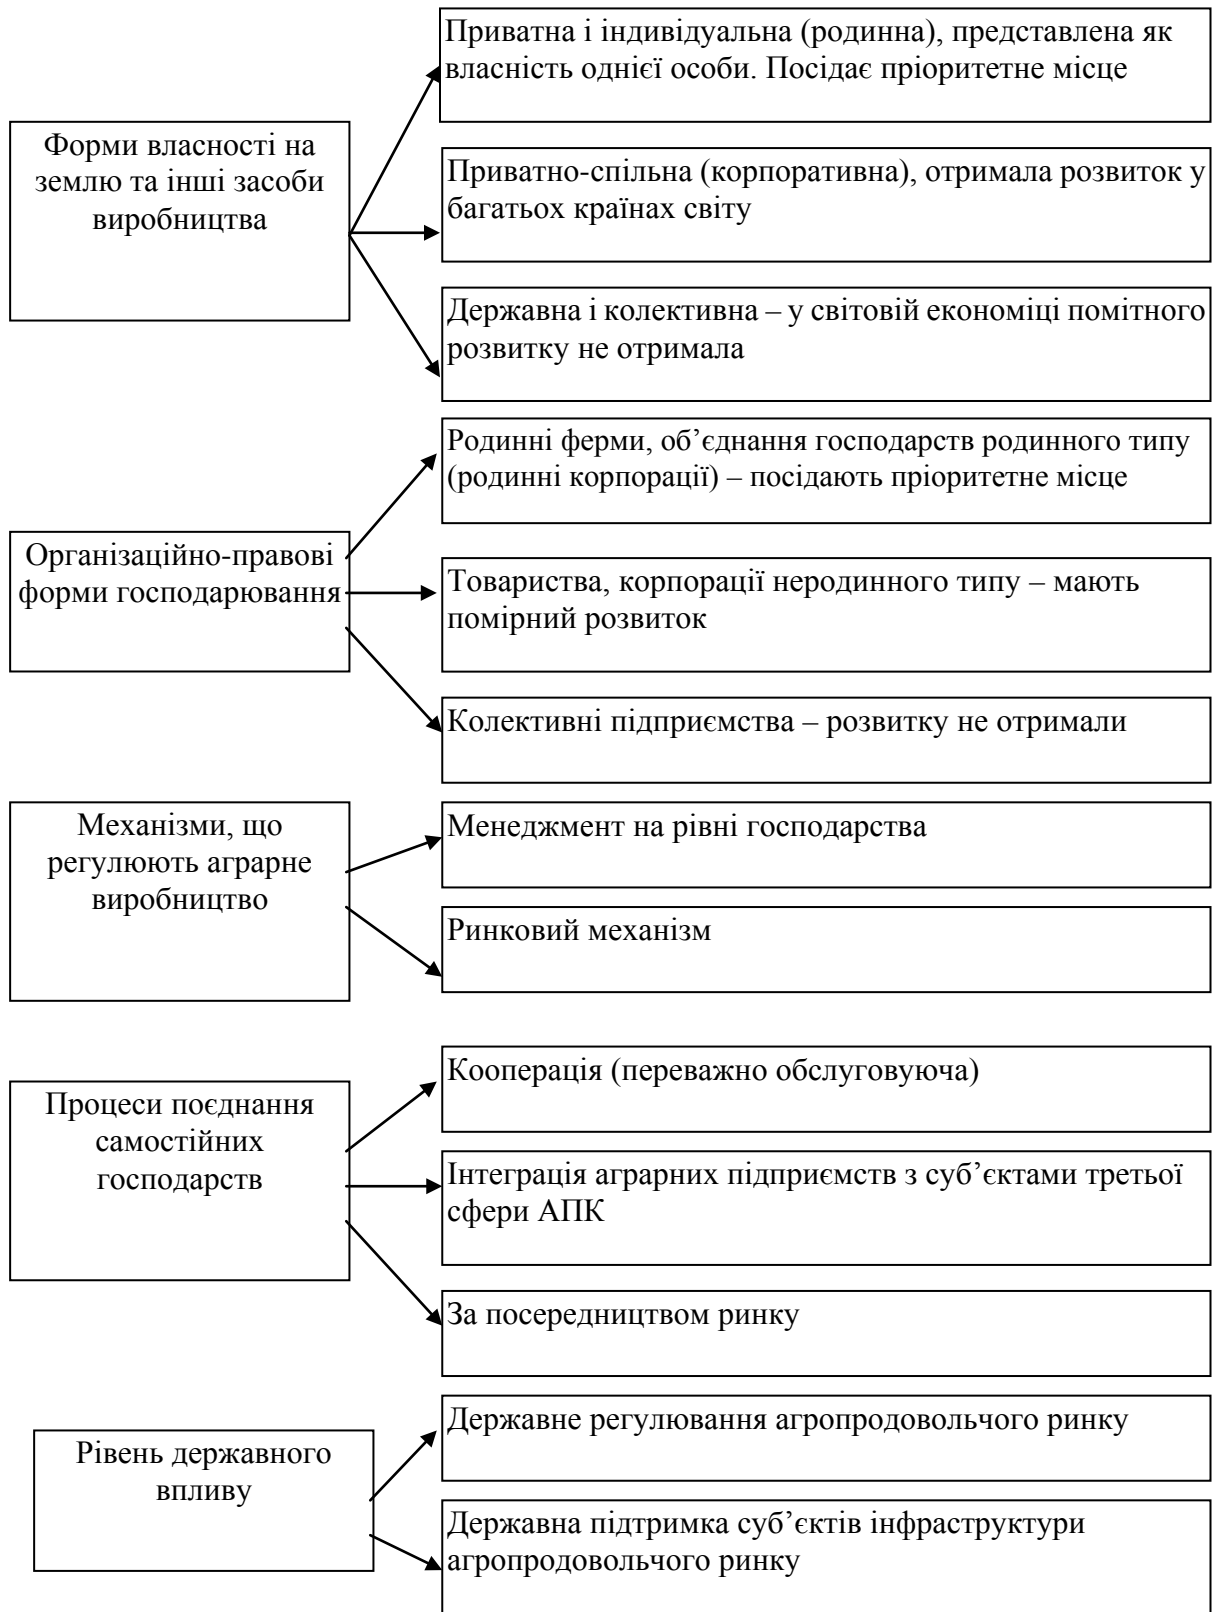 Форми власності на
землю та інші засоби
виробництва
Приватна і індивідуальна (родинна), представлена як
власність однієї особи. Посідає пріоритетне місце
Приватно-спільна (корпоративна), отримала розвиток у
багатьох країнах світу
Державна і колективна – у світовій економіці помітного
розвитку не отримала
Організаційно-правові
форми господарювання
Родинні ферми, об’єднання господарств родинного типу
(родинні корпорації) – посідають пріоритетне місце
Товариства, корпорації неродинного типу – мають
помірний розвиток
Колективні підприємства – розвитку не отримали
Механізми, що
регулюють аграрне
виробництво
Менеджмент на рівні господарства
Ринковий механізм
Процеси поєднання
самостійних
господарств
Кооперація (переважно обслуговуюча)
Інтеграція аграрних підприємств з суб’єктами третьої
сфери АПК
За посередництвом ринку
Рівень державного
впливу
Державне регулювання агропродовольчого ринку
Державна підтримка суб’єктів інфраструктури
агропродовольчого ринку